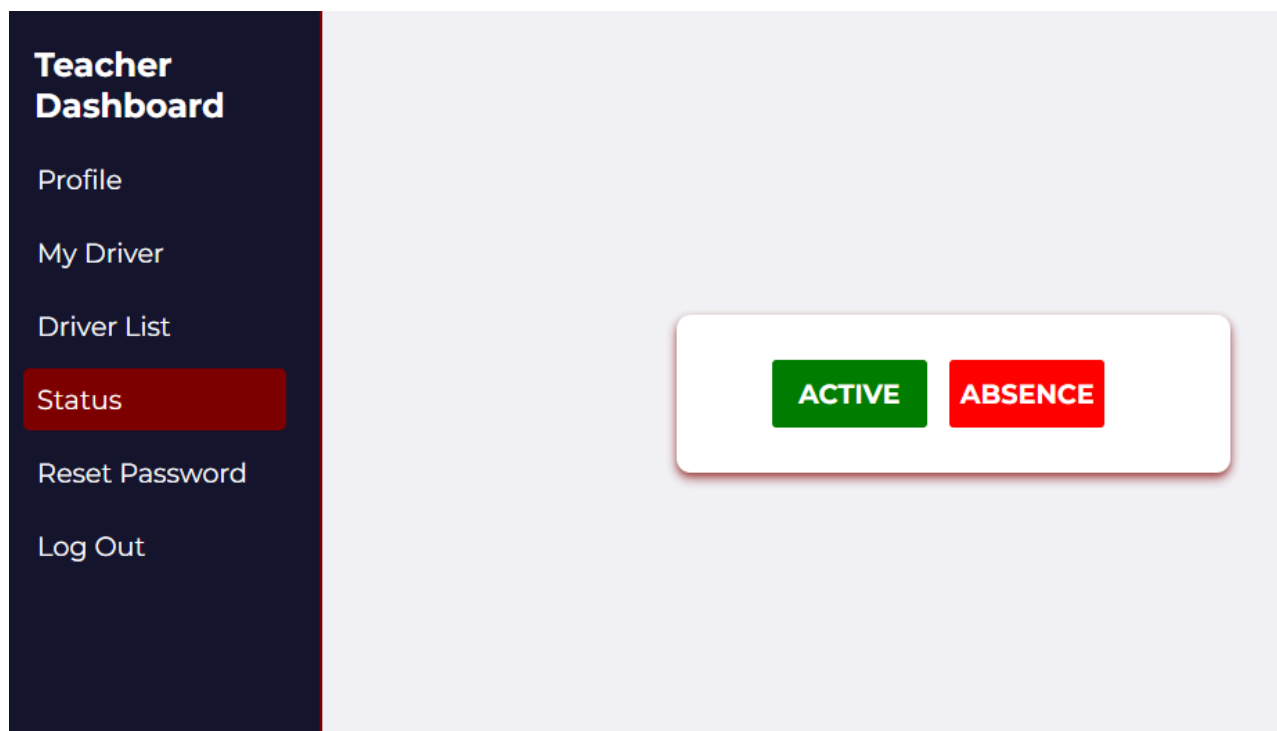 Teacher
Dashboard
Profile
My Driver
Driver List
Status
Reset Password
Log Out
ACTIVE ABSENCE